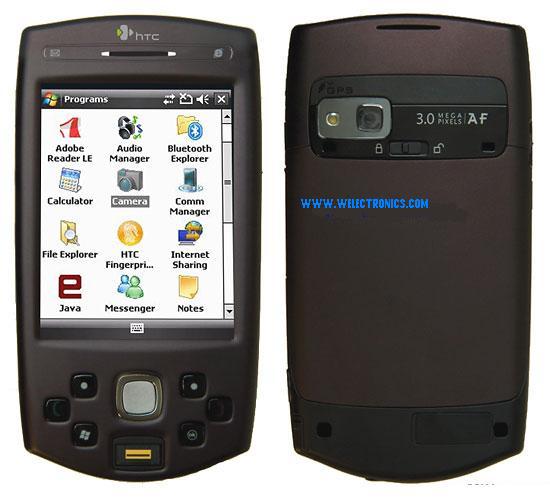 hTC
Programs
Adobe Reader LE
Audio Manager
Bluetooth Explorer
Calculator
Camera
Comm Manager
File Explorer
HTC Fingerpri...
Internet Sharing
Java
Messenger
Notes
ok
GPS
3.0 MEGA PIXELS AF
WWW.WELECTRONICS.COM